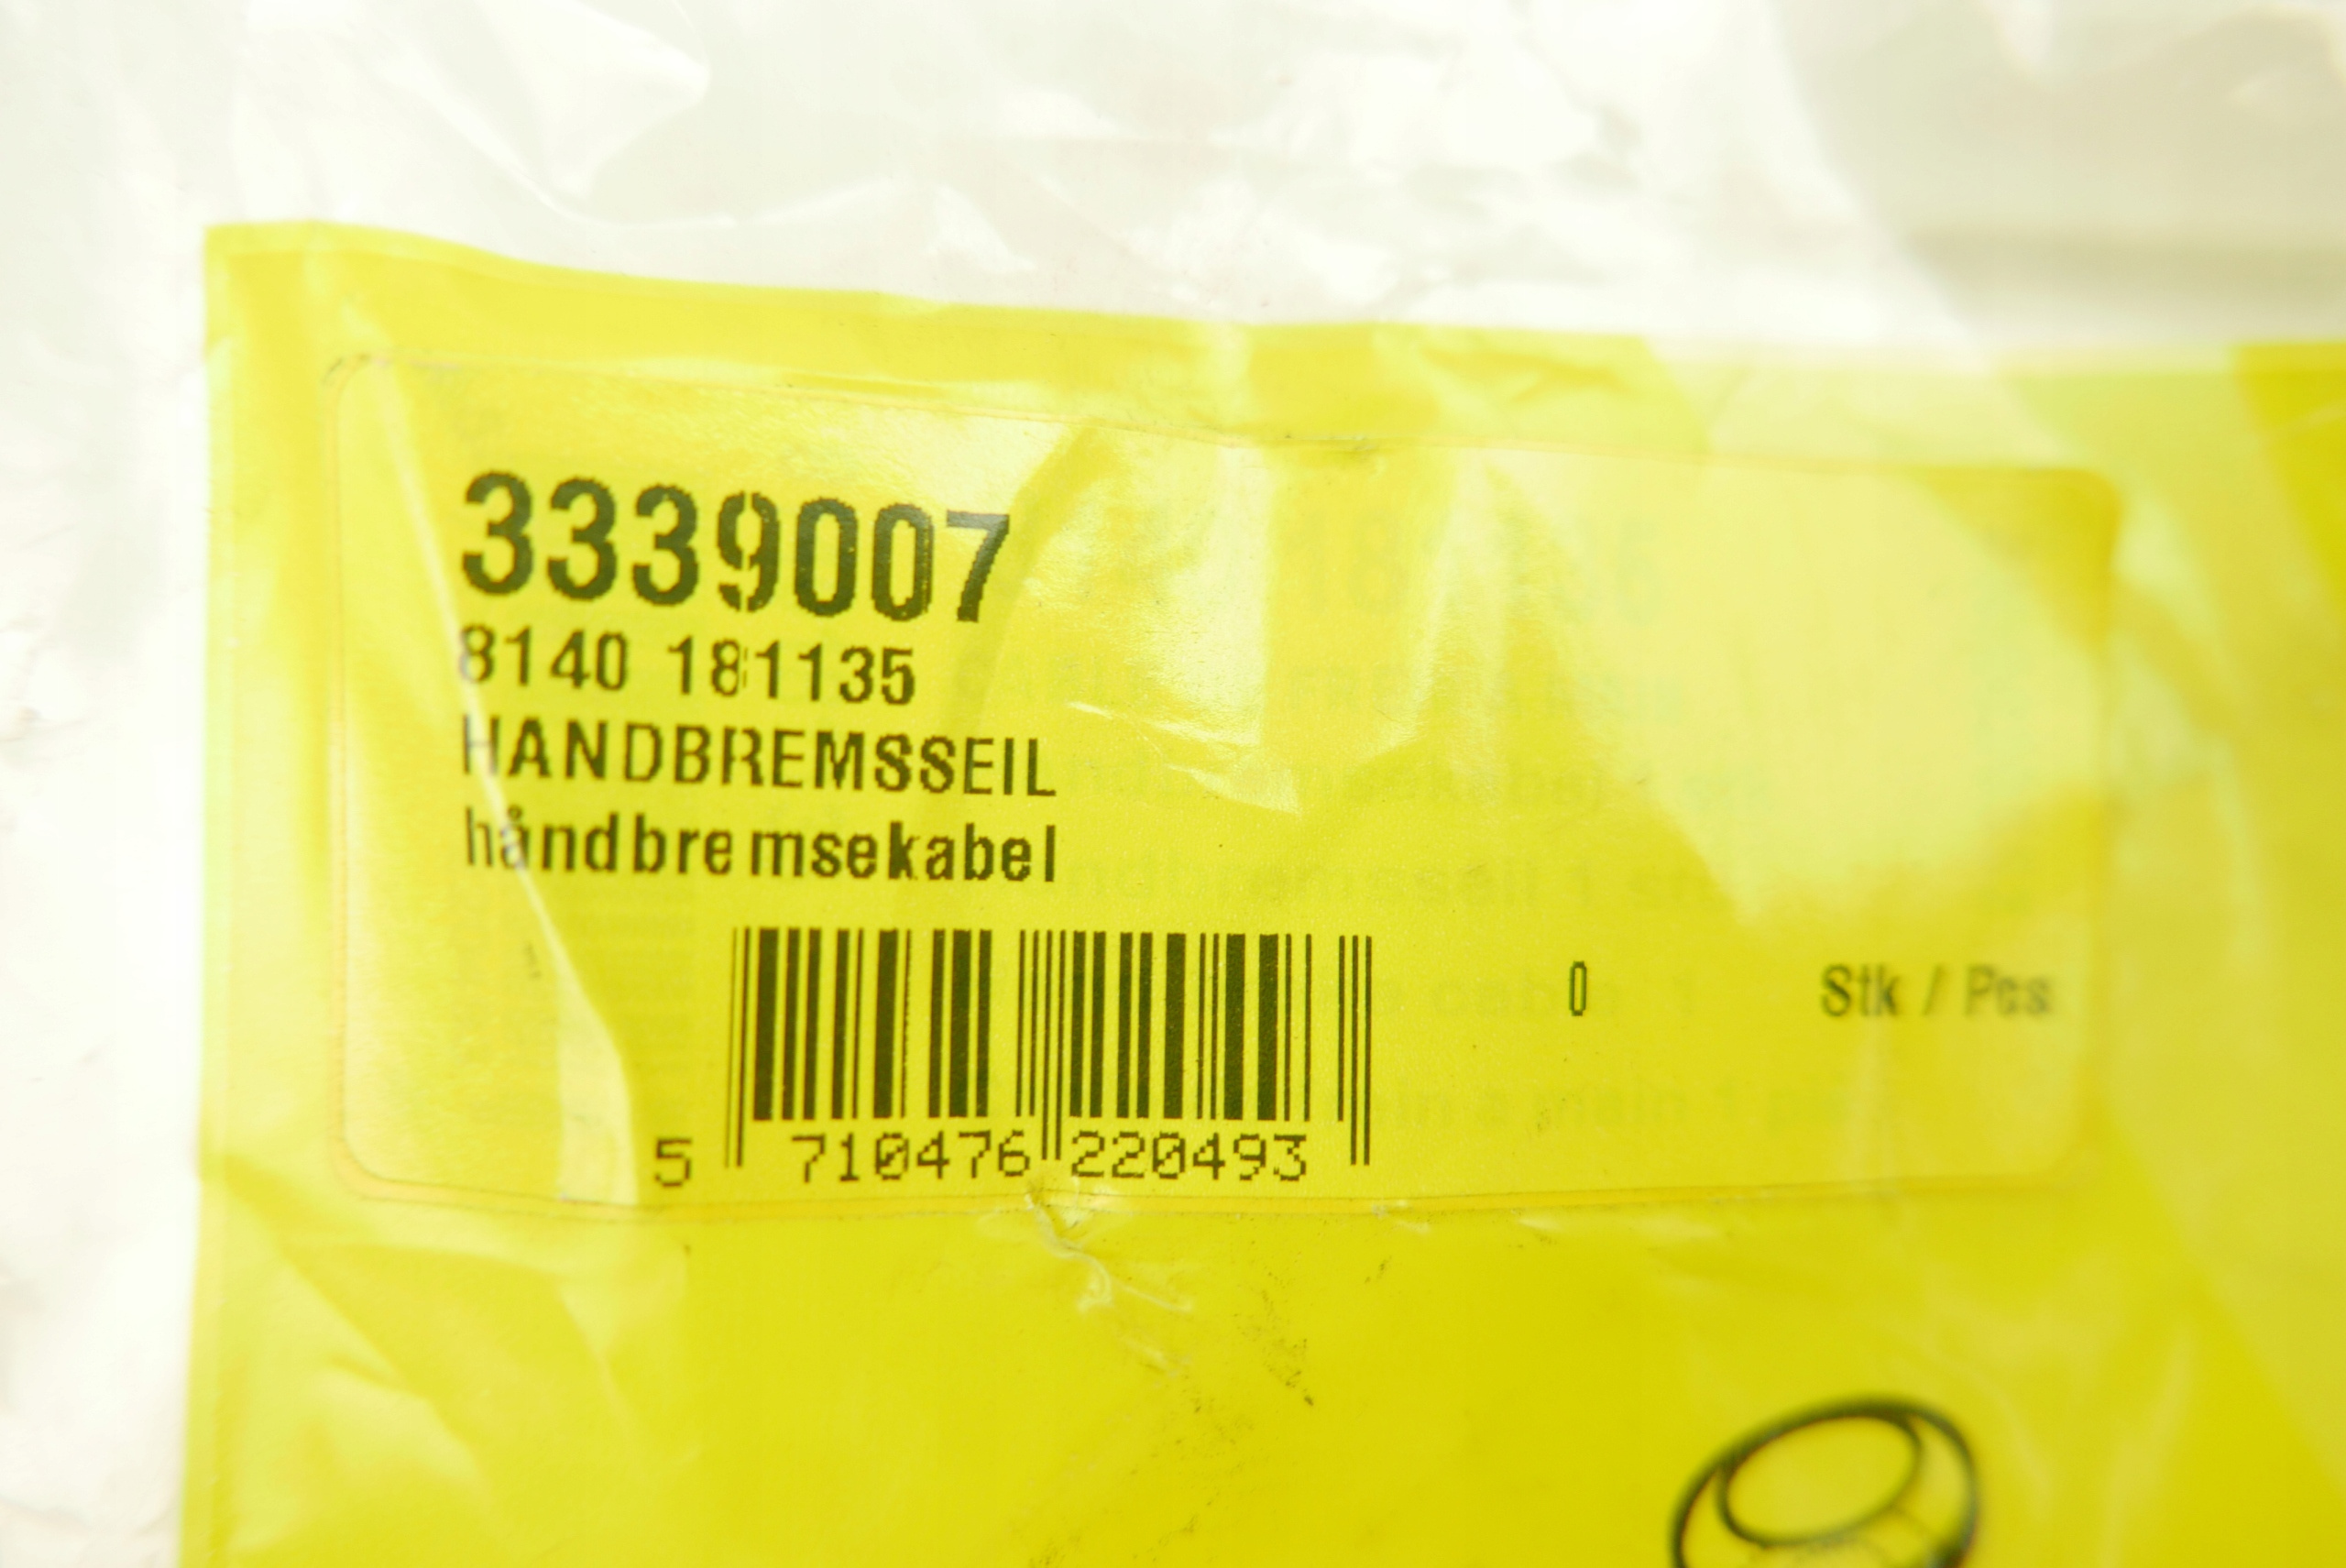 3339007
8140 181135
HANDBREMSSEIL
håndbremsekabel
0 Stk / Pcs
5 710476 220493